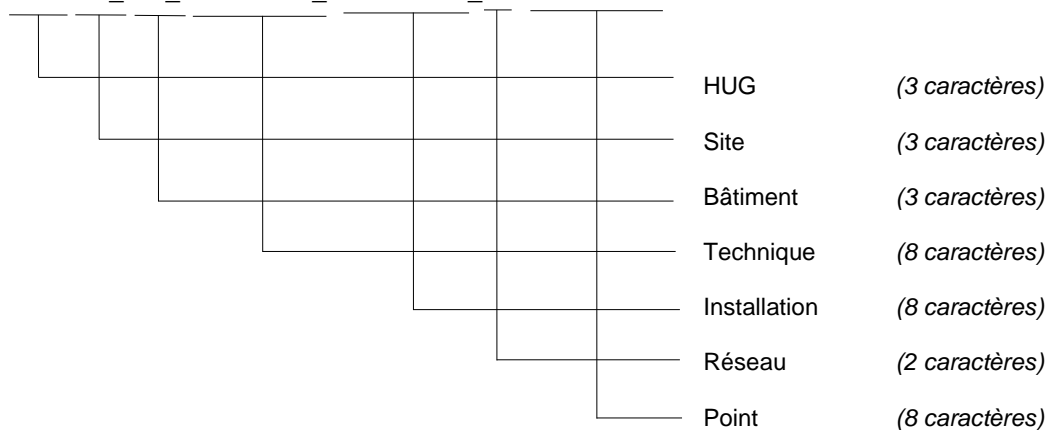 HUG (3 caractères)
Site (3 caractères)
Bâtiment (3 caractères)
Technique (8 caractères)
Installation (8 caractères)
Réseau (2 caractères)
Point (8 caractères)